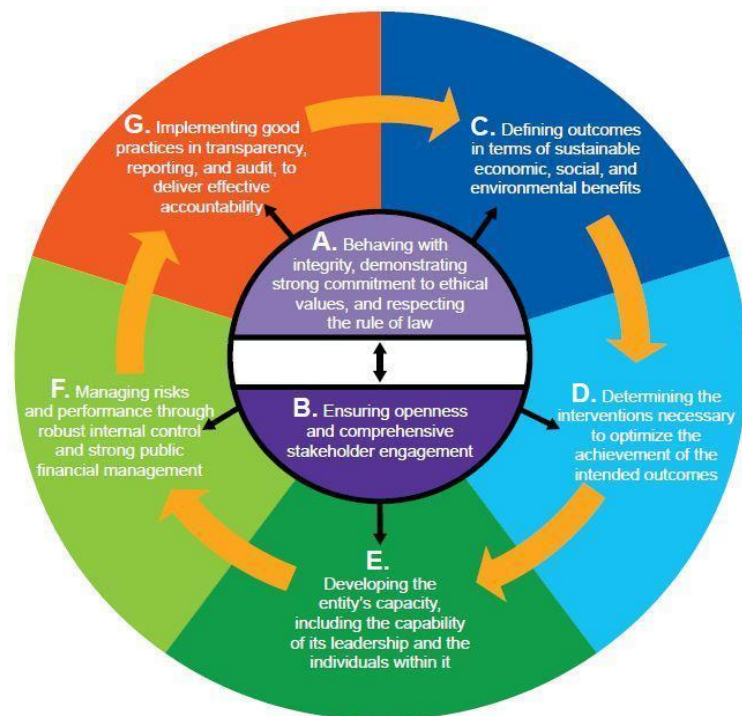 G. Implementing good
practices in transparency,
reporting, and audit, to
deliver effective
accountability
C. Defining outcomes
in terms of sustainable
economic, social, and
environmental benefits
A. Behaving with
integrity, demonstrating
strong commitment to ethical
values, and respecting
the rule of law
B. Ensuring openness
and comprehensive
stakeholder engagement
D. Determining the
interventions necessary
to optimize the
achievement of the
intended outcomes
E.
Developing the
entity’s capacity,
including the capability
of its leadership and the
individuals within it
F. Managing risks
and performance through
robust internal control
and strong public
financial management